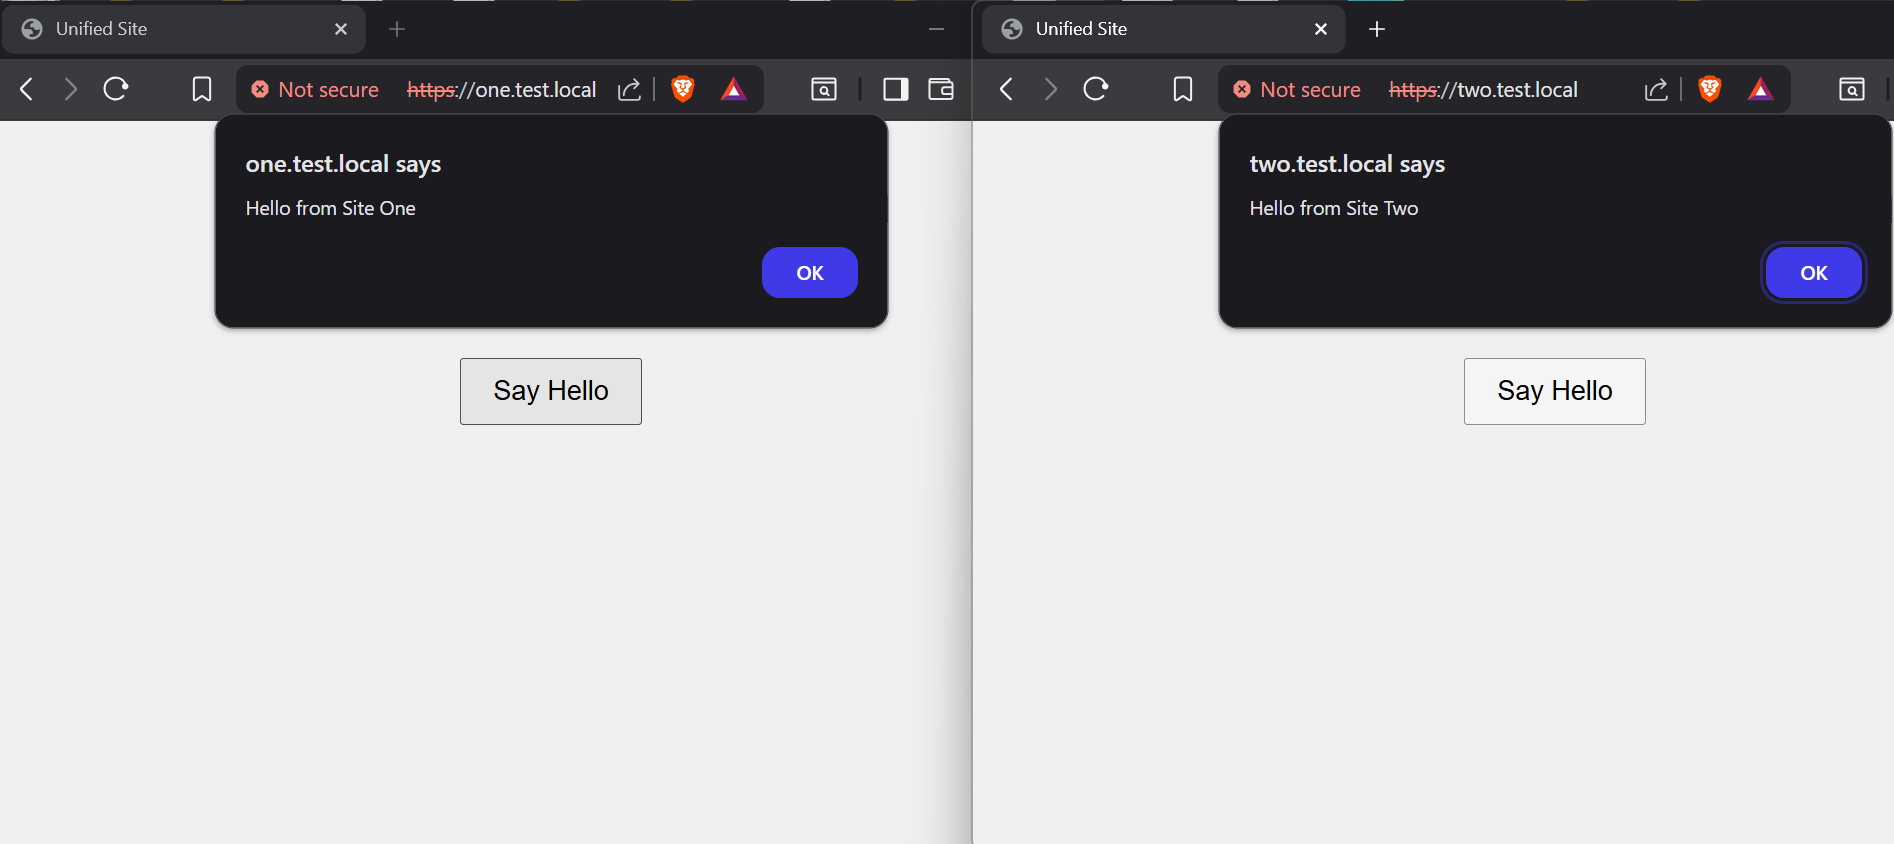 Unified Site
Not secure https://one.test.local
one.test.local says
Hello from Site One
OK
Say Hello
Unified Site
Not secure https://two.test.local
two.test.local says
Hello from Site Two
OK
Say Hello